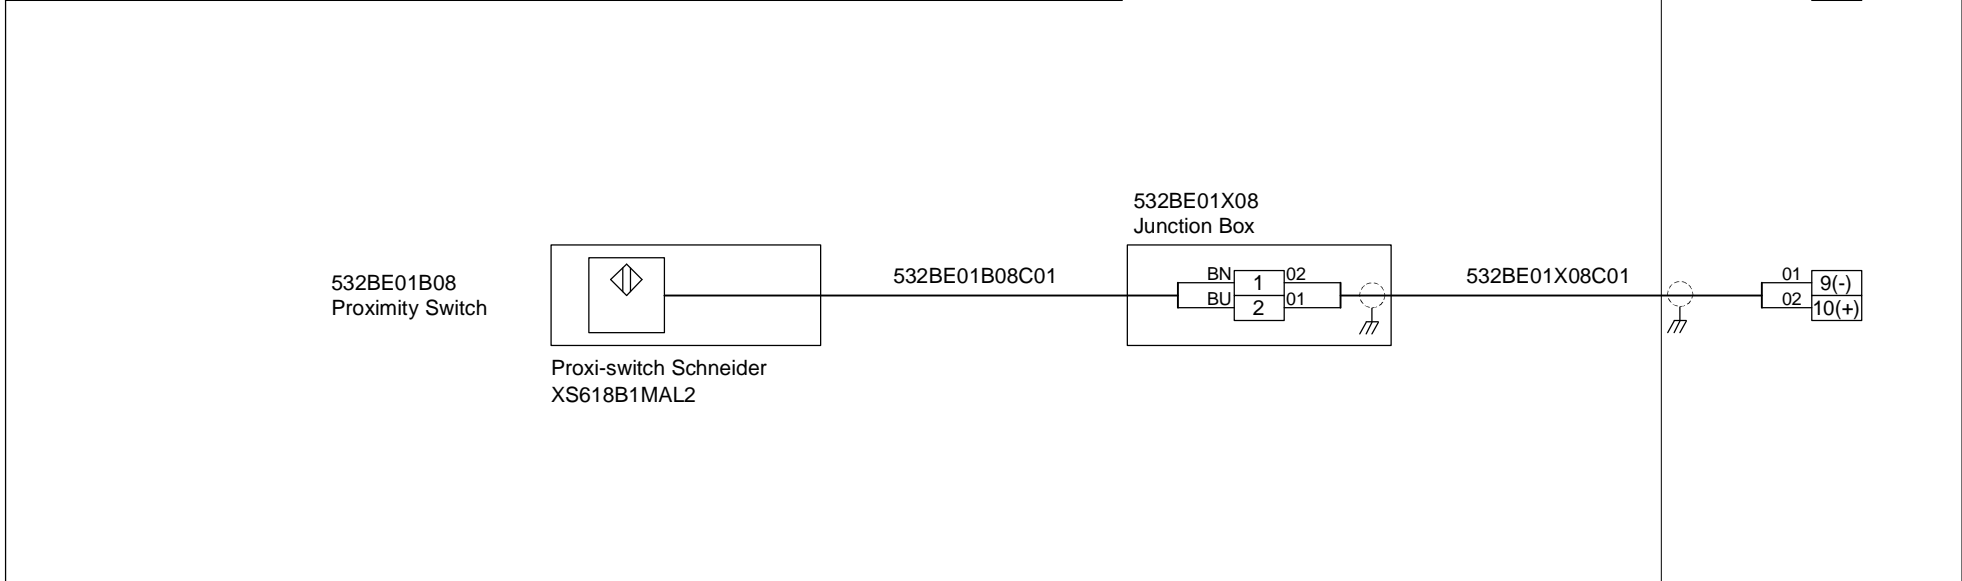 532BE01X08
Junction Box
532BE01B08
Proximity Switch
532BE01B08C01
BN 1 02
BU 2 01
532BE01X08C01
01 9(-)
02 10(+)
Proxi-switch Schneider
XS618B1MAL2